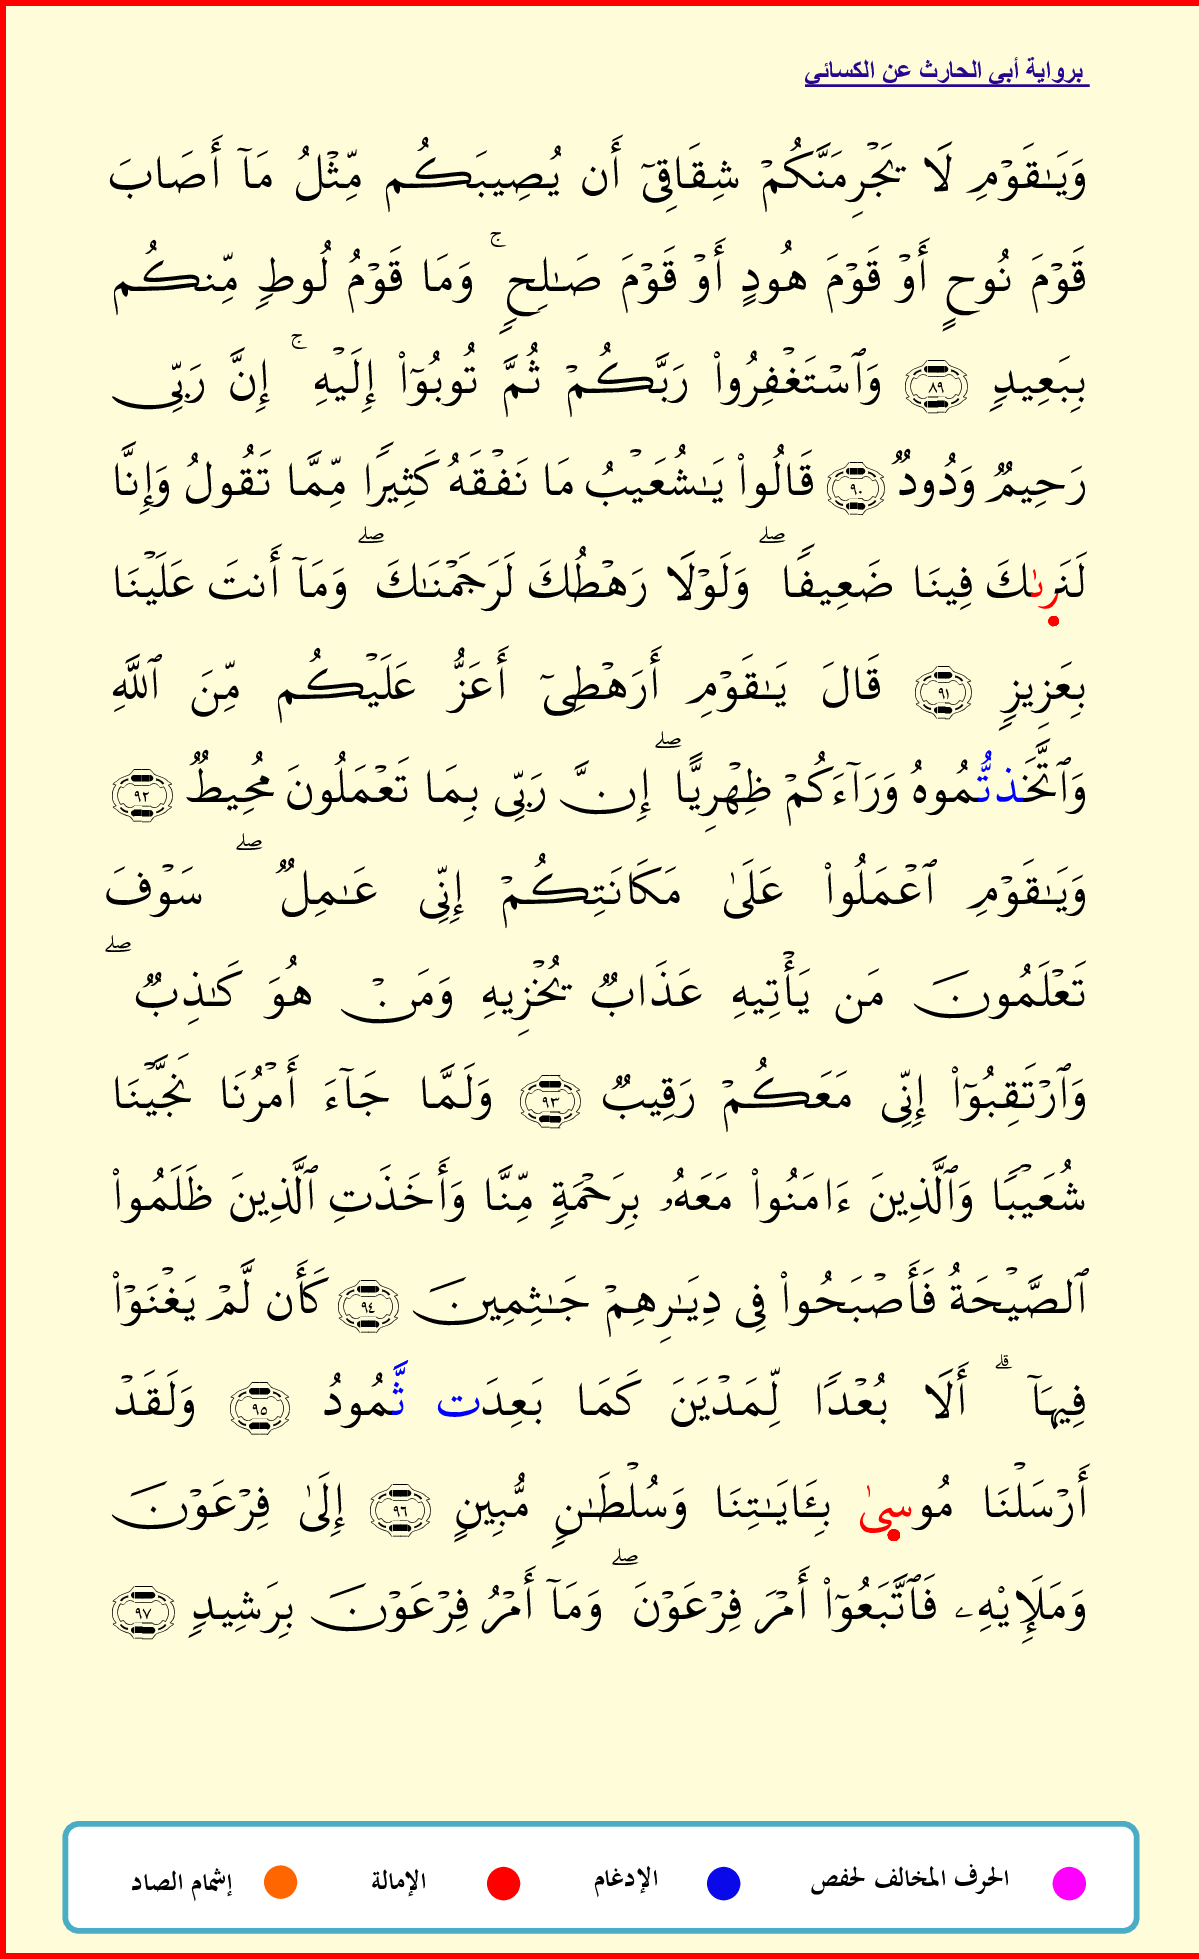 برواية أبي الحارث عن الكسائي
وَيَـٰقَوْمِ لَا يَجْرِمَنَّكُمْ شِقَاقِىٓ أَن يُصِيبَكُم مِّثْلُ مَآ أَصَابَ
قَوْمَ نُوحٍ أَوْ قَوْمَ هُودٍ أَوْ قَوْمَ صَـٰلِحٍ ۚ وَمَا قَوْمُ لُوطٍ مِّنكُم
بِبَعِيدٍ ٨٩ وَٱسْتَغْفِرُوا۟ رَبَّكُمْ ثُمَّ تُوبُوٓا۟ إِلَيْهِ ۚ إِنَّ رَبِّى
رَحِيمٌ وَدُودٌ ٩٠ قَالُوا۟ يَـٰشُعَيْبُ مَا نَفْقَهُ كَثِيرًا مِّمَّا تَقُولُ وَإِنَّا
لَنَرِىٰكَ فِينَا ضَعِيفًا ۖ وَلَوْلَا رَهْطُكَ لَرَجَمْنَـٰكَ ۖ وَمَآ أَنتَ عَلَيْنَا
بِعَزِيزٍ ٩١ قَالَ يَـٰقَوْمِ أَرَهْطِىٓ أَعَزُّ عَلَيْكُم مِّنَ ٱللَّهِ
وَٱتَّخَذتُّمُوهُ وَرَآءَكُمْ ظِهْرِيًّا ۖ إِنَّ رَبِّى بِمَا تَعْمَلُونَ مُحِيطٌ ٩٢
وَيَـٰقَوْمِ ٱعْمَلُوا۟ عَلَىٰ مَكَانَتِكُمْ إِنِّى عَـٰمِلٌ ۖ سَوْفَ
تَعْلَمُونَ مَن يَأْتِيهِ عَذَابٌ يُخْزِيهِ وَمَنْ هُوَ كَـٰذِبٌ ۖ
وَٱرْتَقِبُوٓا۟ إِنِّى مَعَكُمْ رَقِيبٌ ٩٣ وَلَمَّا جَآءَ أَمْرُنَا نَجَّيْنَا
شُعَيْبًا وَٱلَّذِينَ ءَامَنُوا۟ مَعَهُۥ بِرَحْمَةٍ مِّنَّا وَأَخَذَتِ ٱلَّذِينَ ظَلَمُوا۟
ٱلصَّيْحَةُ فَأَصْبَحُوا۟ فِى دِيَـٰرِهِمْ جَـٰثِمِينَ ٩٤ كَأَن لَّمْ يَغْنَوْا۟
فِيهَآ ۗ أَلَا بُعْدًا لِّمَدْيَنَ كَمَا بَعِدَت ثَّمُودُ ٩٥ وَلَقَدْ
أَرْسَلْنَا مُوسِىٰ بِـَٔايَـٰتِنَا وَسُلْطَـٰنٍ مُّبِينٍ ٩٦ إِلَىٰ فِرْعَوْنَ
وَمَلَإِي۟هِۦ فَٱتَّبَعُوٓا۟ أَمْرَ فِرْعَوْنَ ۖ وَمَآ أَمْرُ فِرْعَوْنَ بِرَشِيدٍ ٩٧
الحرف المخالف لحفص الإدغام الإمالة إشمام الصاد